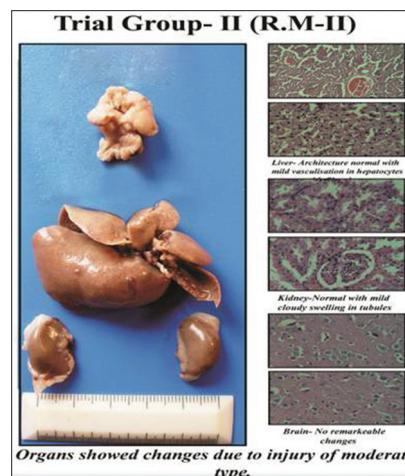 Trial Group- II (R.M-II)
Liver- Architecture normal with
mild vasculisation in hepatocytes
Kidney-Normal with mild
cloudy swelling in tubules
Brain- No remarkeable
changes
Organs showed changes due to injury of moderat
type.